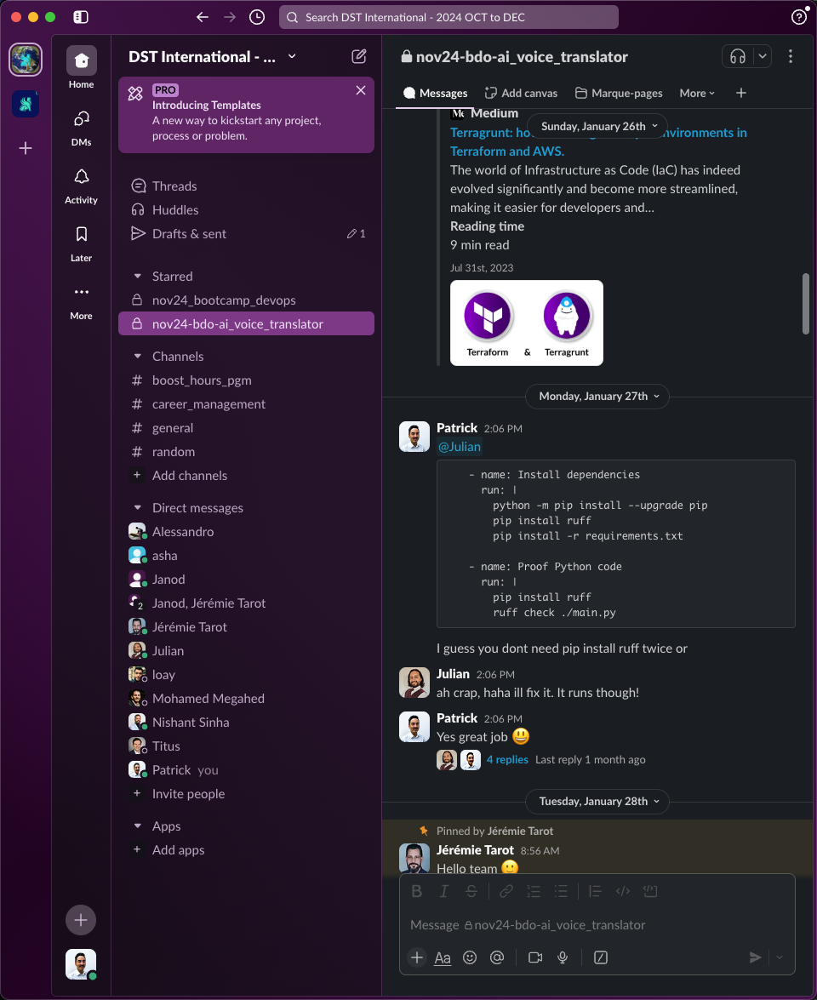 Search DST International - 2024 OCT to DEC
Home
DMs
Activity
Later
More
DST International - ...
PRO
Introducing Templates
A new way to kickstart any project,
process or problem.
Threads
Huddles
Drafts & sent
1
Starred
nov24_bootcamp_devops
nov24-bdo-ai_voice_translator
Channels
# boost_hours_pgm
# career_management
# general
# random
+ Add channels
Direct messages
Alessandro
asha
Janod
2 Janod, Jérémie Tarot
Jérémie Tarot
Julian
loay
Mohamed Megahed
Nishant Sinha
Titus
Patrick you
+ Invite people
Apps
+ Add apps
nov24-bdo-ai_voice_translator
Messages
Add canvas
Marque-pages
More
Medium
Sunday, January 26th
Terragrunt: ho nvironments in
Terraform and AWS.
The world of Infrastructure as Code (IaC) has indeed
evolved significantly and become more streamlined,
making it easier for developers and...
Reading time
9 min read
Jul 31st, 2023
Terraform & Terragrunt
Monday, January 27th
Patrick 2:06 PM
@Julian
- name: Install dependencies
run: |
python -m pip install --upgrade pip
pip install ruff
pip install -r requirements.txt
- name: Proof Python code
run: |
pip install ruff
ruff check ./main.py
I guess you dont need pip install ruff twice or
Julian 2:06 PM
ah crap, haha ill fix it. It runs though!
Patrick 2:06 PM
Yes great job 😃
4 replies Last reply 1 month ago
Tuesday, January 28th
Pinned by Jérémie Tarot
Jérémie Tarot 8:56 AM
Hello team 🙂
B I S
Message nov24-bdo-ai_voice_translator
Aa